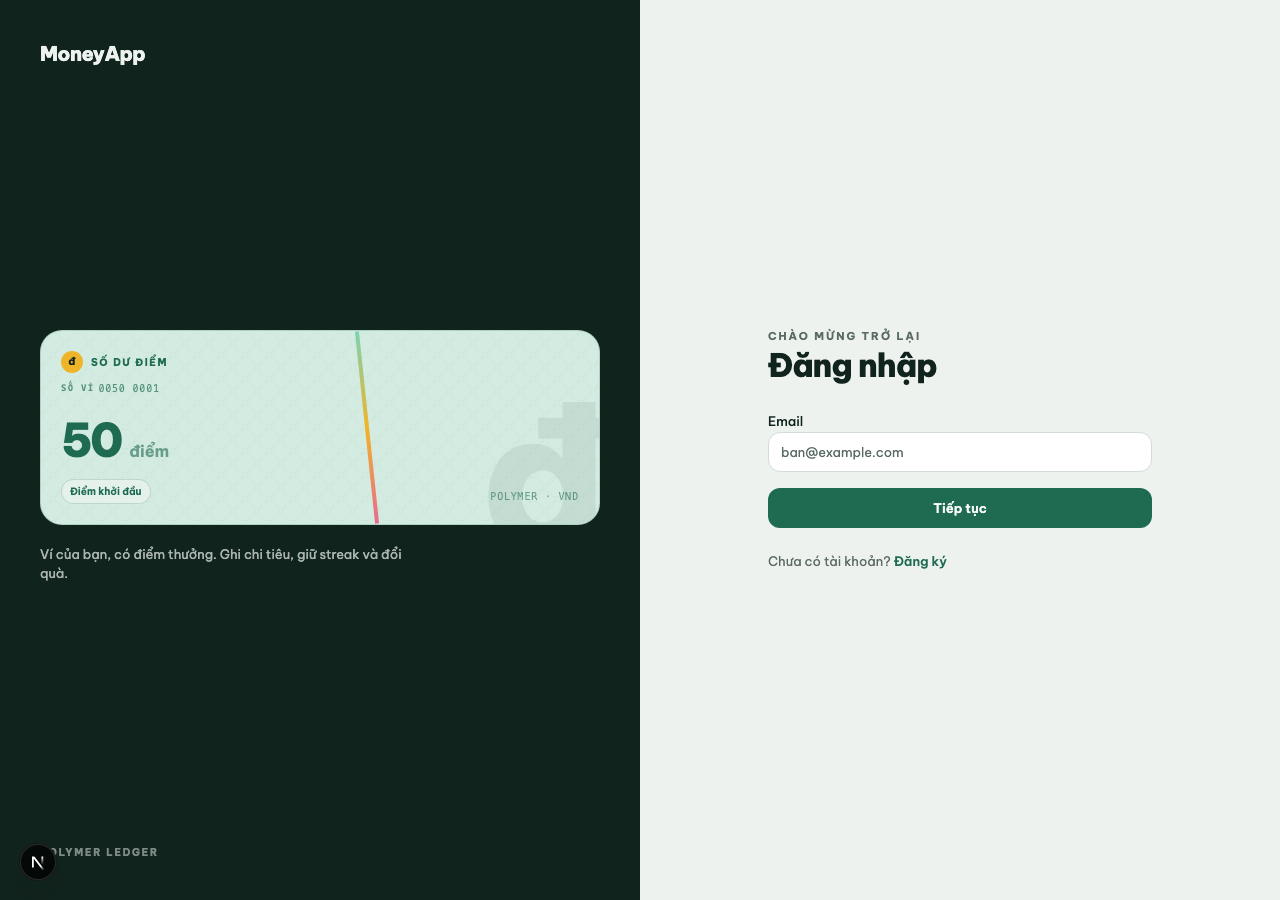 MoneyApp
đ SỐ DƯ ĐIỂM
SỐ VÍ 0050 0001
50 điểm
Điểm khởi đầu
đ
POLYMER · VND
Ví của bạn, có điểm thưởng. Ghi chi tiêu, giữ streak và đổi
quà.
N
OLYMER LEDGER
CHÀO MỪNG TRỞ LẠI
Đăng nhập
Email
ban@example.com
Tiếp tục
Chưa có tài khoản? Đăng ký